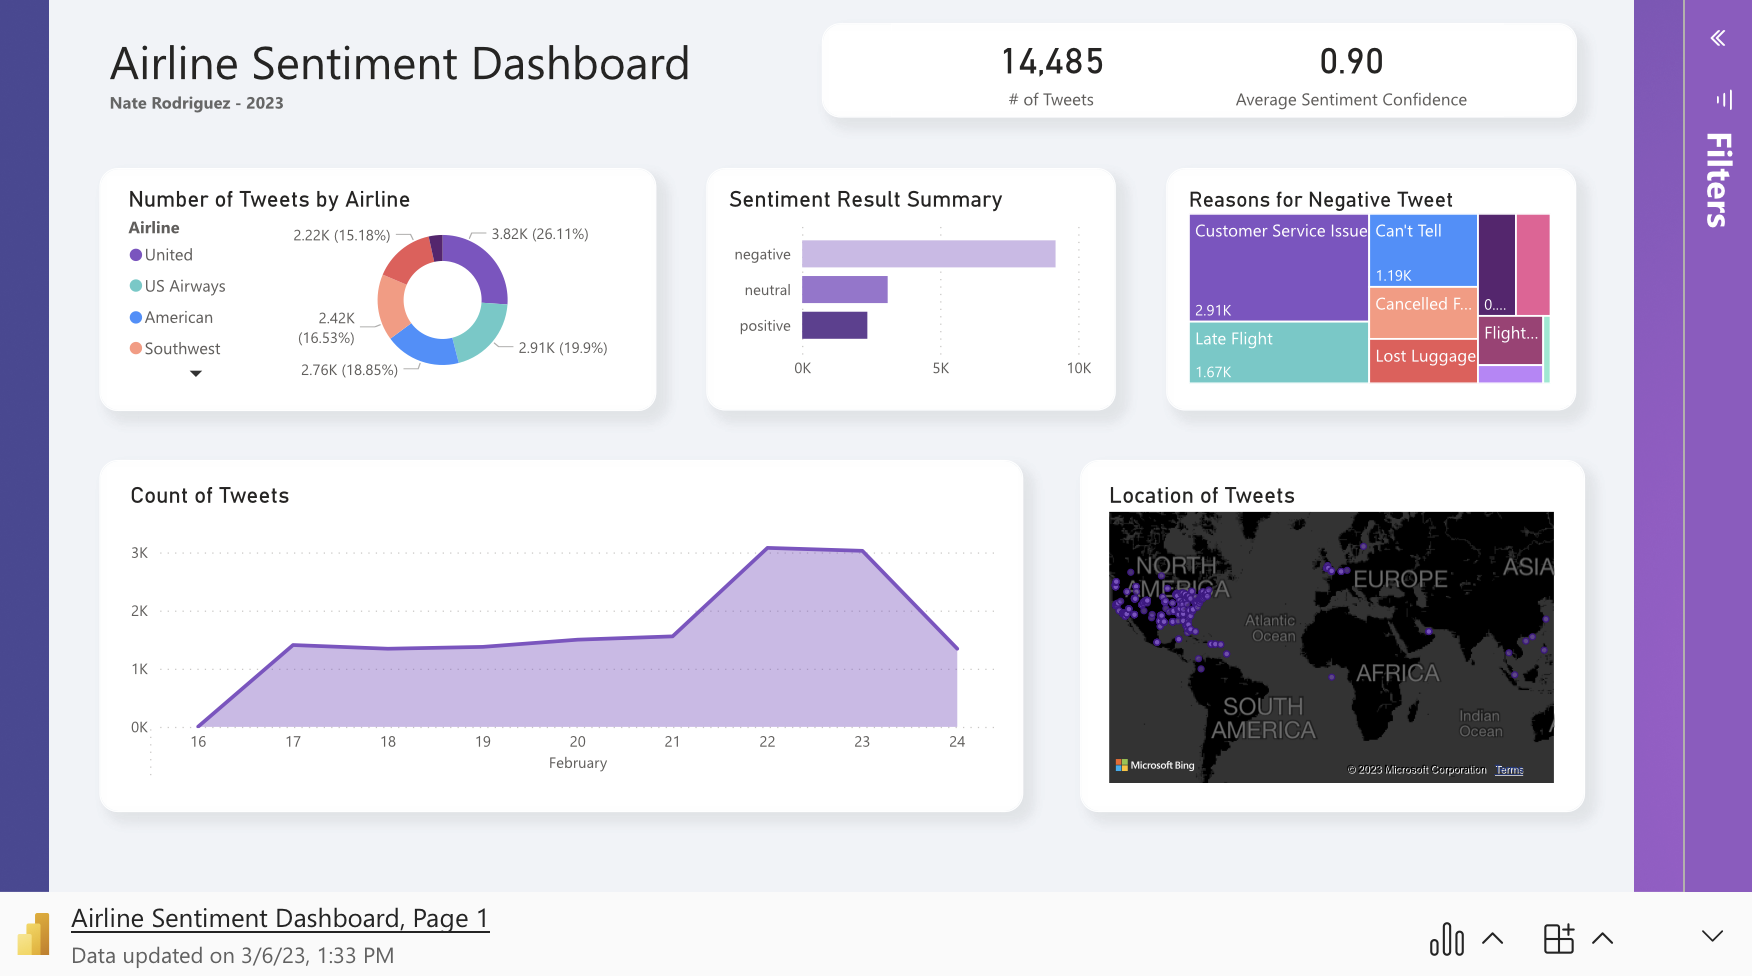 Airline Sentiment Dashboard
Nate Rodriguez - 2023
14,485
# of Tweets
0.90
Average Sentiment Confidence
Filters
Number of Tweets by Airline
Airline
United
US Airways
American
Southwest
2.22K (15.18%)
3.82K (26.11%)
2.42K
(16.53%)
2.91K (19.9%)
2.76K (18.85%)
Sentiment Result Summary
negative
neutral
positive
0K
5K
10K
Reasons for Negative Tweet
Customer Service Issue
2.91K
Late Flight
1.67K
Can't Tell
1.19K
Cancelled F...
Lost Luggage
0....
Flight...
Count of Tweets
3K
2K
1K
0K
16
17
18
19
20
21
22
23
24
February
Location of Tweets
NORTH
AMERICA
EUROPE
ASIA
Atlantic
Ocean
AFRICA
SOUTH
AMERICA
Indian
Ocean
A
Microsoft Bing
© 2023 Microsoft Corporation
Terms
Airline Sentiment Dashboard, Page 1
Data updated on 3/6/23, 1:33 PM